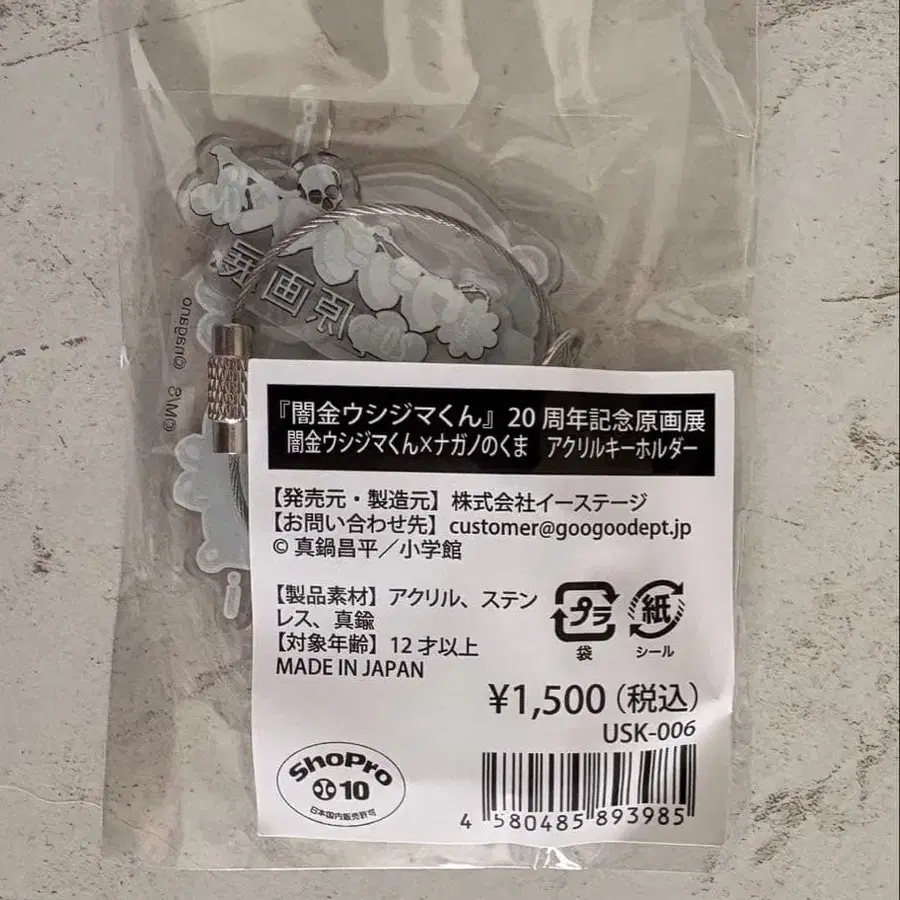 原画展
©nagano
©M/S
『闇金ウシジマくん』20 周年記念原画展
闇金ウシジマくん×ナガノのくま アクリルキーホルダー
【発売元・製造元】株式会社イーステージ
【お問い合わせ先】customer@googoodept.jp
© 真鍋昌平／小学館
【製品素材】アクリル、ステン
レス、真鍮
【対象年齢】12 才以上
MADE IN JAPAN
プラ
袋
紙
シール
¥1,500(税込)
USK-006
ShoPro
10
日本国内販売許可
4 580485 893985